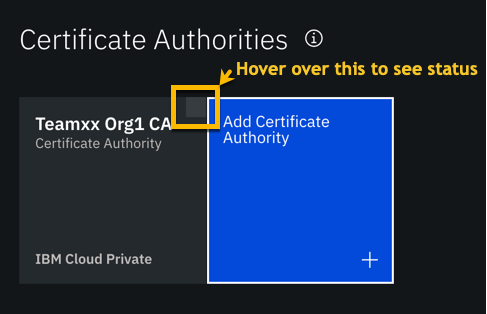 Certificate Authorities
Hover over this to see status
Teamxx Org1 CA
Certificate Authority
IBM Cloud Private
Add Certificate
Authority